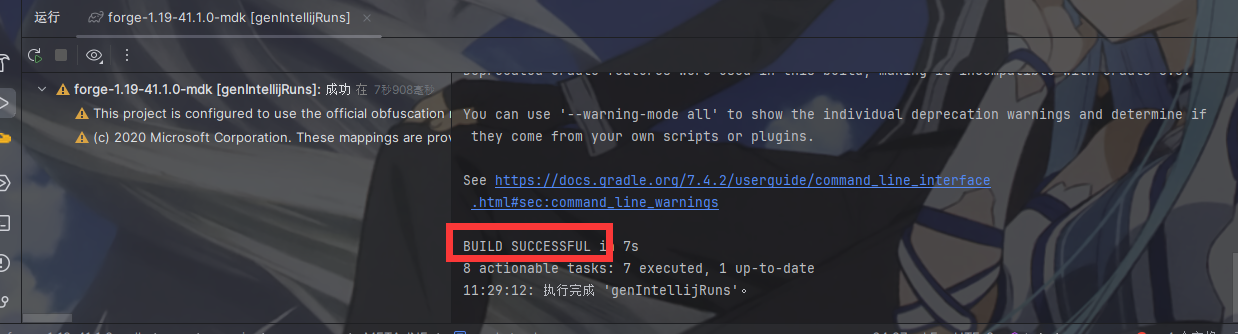 运行
forge-1.19-41.1.0-mdk [genIntellijRuns]
forge-1.19-41.1.0-mdk [genIntellijRuns]: 成功 在 7秒908毫秒
This project is configured to use the official obfuscation
(c) 2020 Microsoft Corporation. These mappings are prov
You can use '--warning-mode all' to show the individual deprecation warnings and determine if
they come from your own scripts or plugins.
See https://docs.gradle.org/7.4.2/userguide/command_line_interface
.html#sec:command_line_warnings
BUILD SUCCESSFUL in 7s
8 actionable tasks: 7 executed, 1 up-to-date
11:29:12: 执行完成 'genIntellijRuns'。